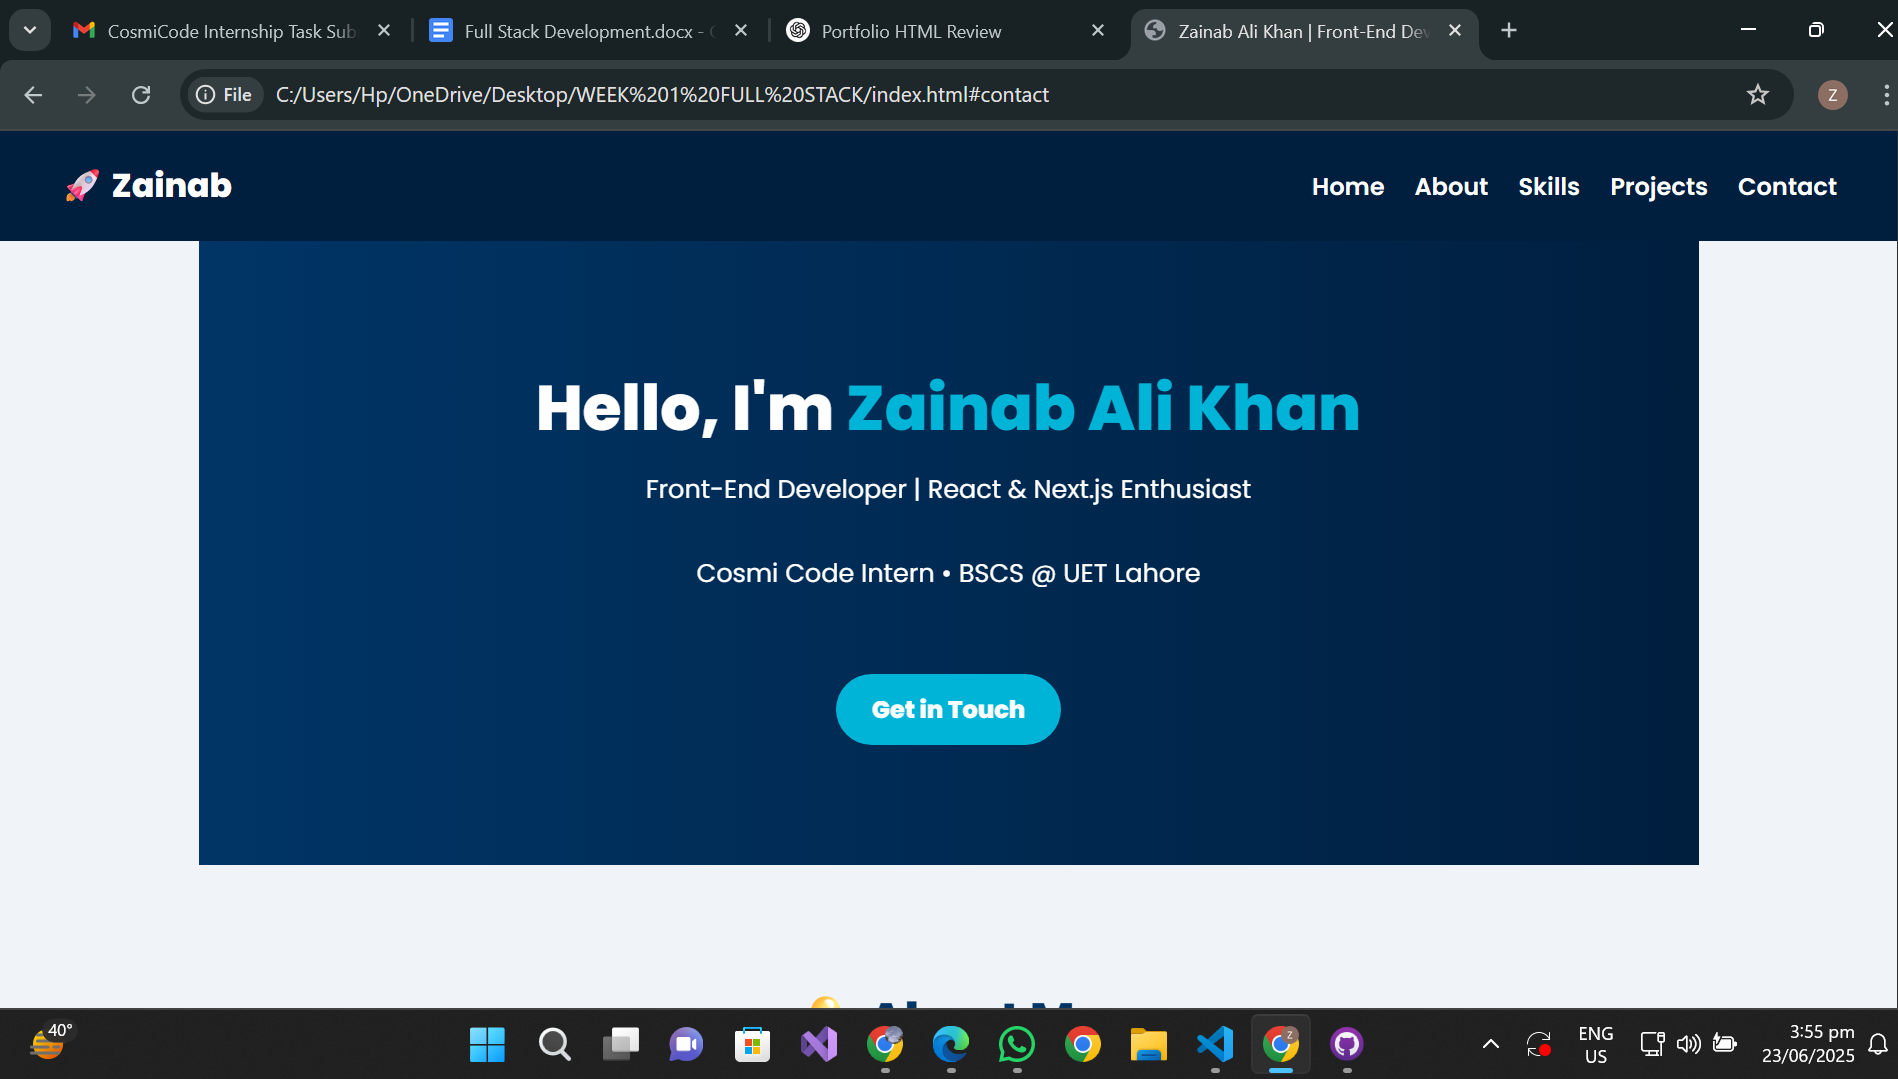 CosmiCode Internship Task Sub
Full Stack Development.docx -
Portfolio HTML Review
Zainab Ali Khan | Front-End Dev
File
C:/Users/Hp/OneDrive/Desktop/WEEK%201%20FULL%20STACK/index.html#contact
Z
🚀 Zainab
Home
About
Skills
Projects
Contact
Hello, I'm Zainab Ali Khan
Front-End Developer | React & Next.js Enthusiast
Cosmi Code Intern • BSCS @ UET Lahore
Get in Touch
40°
Z
ENG
US
3:55 pm
23/06/2025